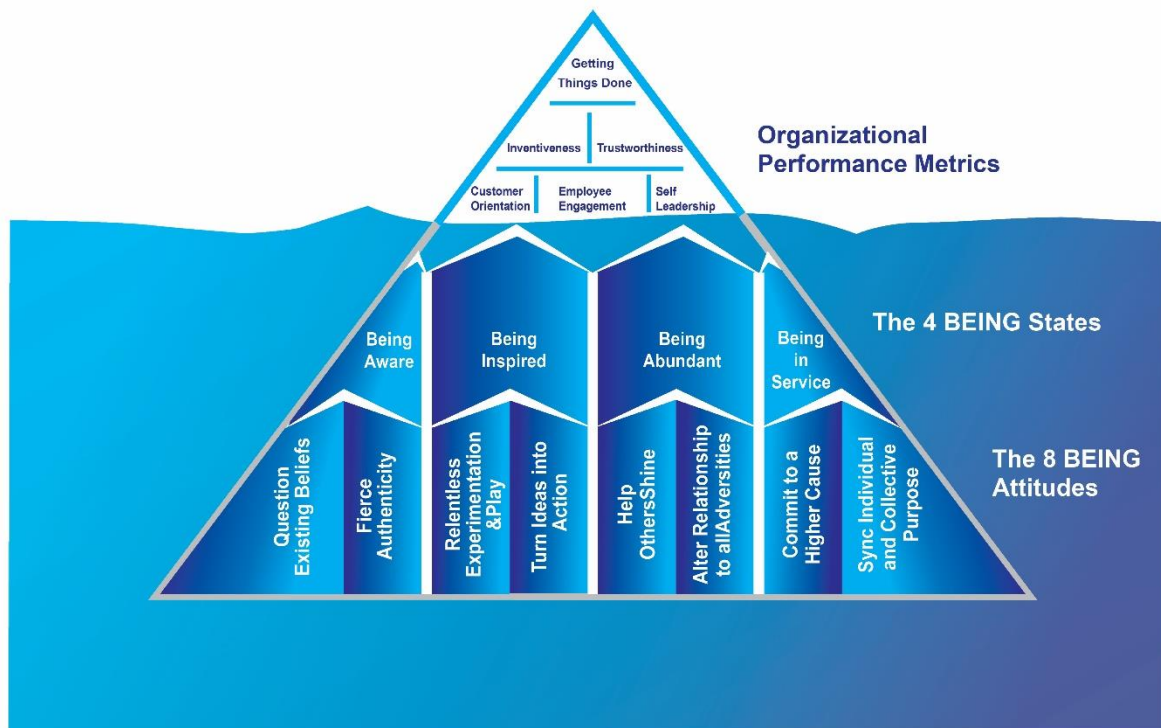 Getting
Things Done
Inventiveness
Trustworthiness
Customer
Orientation
Employee
Engagement
Self
Leadership
Organizational
Performance Metrics
Being
Aware
Being
Inspired
Being
Abundant
Being
in
Service
The 4 BEING States
Question
Existing Beliefs
Fierce
Authenticity
Relentless
Experimentation
&Play
Turn Ideas into
Action
Help
OthersShine
Alter Relationship
to allAdversities
Commit to a
Higher Cause
Sync Individual
and Collective
Purpose
The 8 BEING
Attitudes